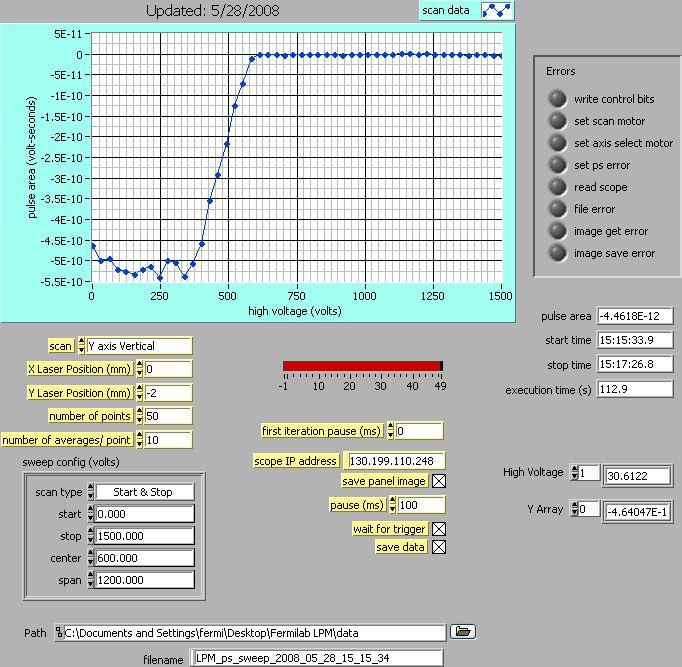 Updated: 5/28/2008
scan data
5E-11
0
-5E-11
-1E-10
-1.5E-10
-2E-10
-2.5E-10
-3E-10
-3.5E-10
-4E-10
-4.5E-10
-5E-10
-5.5E-10
pulse area (volt-seconds)
0 250 500 750 1000 1250 1500
high voltage (volts)
Errors
write control bits
set scan motor
set axis select motor
set ps error
read scope
file error
image get error
image save error
pulse area -4.4618E-12
start time 15:15:33.9
stop time 15:17:26.8
execution time (s) 112.9
scan Y axis Vertical
X Laser Position (mm) 0
Y Laser Position (mm) -2
number of points 50
number of averages/ point 10
-1 10 20 30 40 49
first iteration pause (ms) 0
scope IP address 130.199.110.248
save panel image
pause (ms) 100
wait for trigger
save data
sweep config (volts)
scan type Start & Stop
start 0.000
stop 1500.000
center 600.000
span 1200.000
High Voltage 1 30.6122
Y Array 0 -4.64047E-1
Path C:\Documents and Settings\fermi\Desktop\Fermilab LPM\data
filename LPM_ps_sweep_2008_05_28_15_15_34